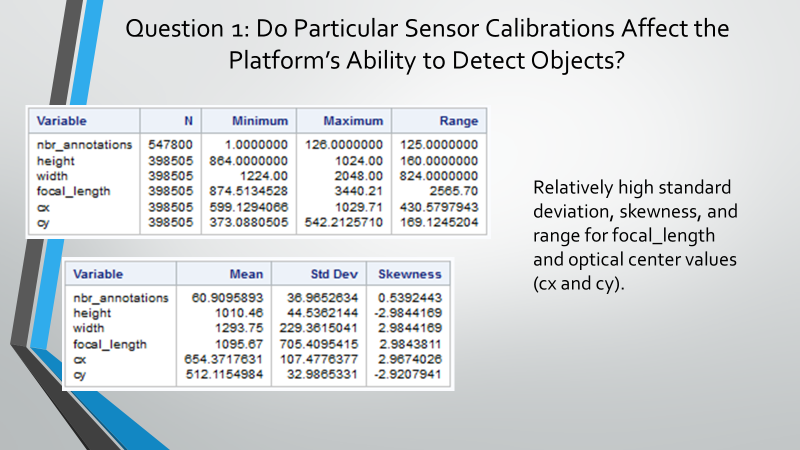 Question 1: Do Particular Sensor Calibrations Affect the
Platform's Ability to Detect Objects?
Variable N Minimum Maximum Range
nbr_annotations 547800 1.0000000 126.0000000 125.0000000
height 398505 864.0000000 1024.00 160.0000000
width 398505 1224.00 2048.00 824.0000000
focal_length 398505 874.5134528 3440.21 2565.70
cx 398505 599.1294066 1029.71 430.5797943
cy 398505 373.0880505 542.2125710 169.1245204
Relatively high standard
deviation, skewness, and
range for focal_length
and optical center values
(cx and cy).
Variable Mean Std Dev Skewness
nbr_annotations 60.9095893 36.9652634 0.5392443
height 1010.46 44.5362144 -2.9844169
width 1293.75 229.3615041 2.9844169
focal_length 1095.67 705.4095415 2.9843811
cx 654.3717631 107.4776377 2.9674026
cy 512.1154984 32.9865331 -2.9207941